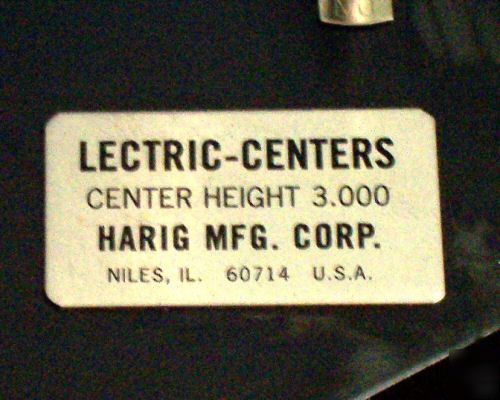 LECTRIC-CENTERS
CENTER HEIGHT 3.000
HARIG MFG. CORP.
NILES, IL. 60714 U.S.A.